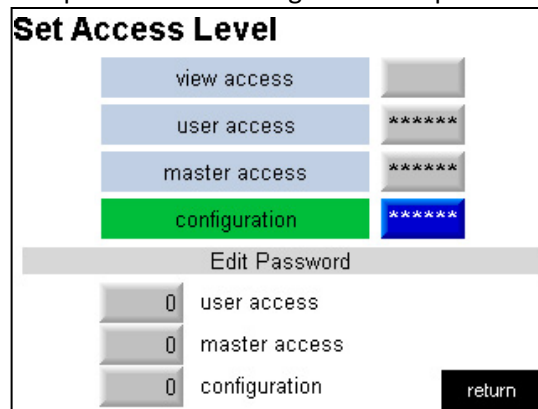 Set Access Level
view access
user access ******
master access ******
configuration ******
Edit Password
0 user access
0 master access
0 configuration
return